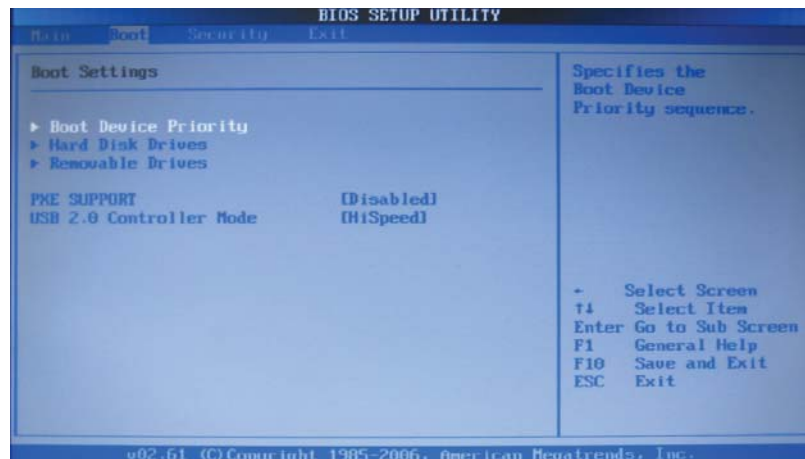 BIOS SETUP UTILITY
Main Boot Security Exit
Boot Settings
▶ Boot Device Priority
▶ Hard Disk Drives
▶ Removable Drives
PXE SUPPORT [Disabled]
USB 2.0 Controller Mode [HiSpeed]
Specifies the
Boot Device
Priority sequence.
← Select Screen
↑↓ Select Item
Enter Go to Sub Screen
F1 General Help
F10 Save and Exit
ESC Exit
v02.61 (C)Copyright 1985-2006, American Megatrends, Inc.